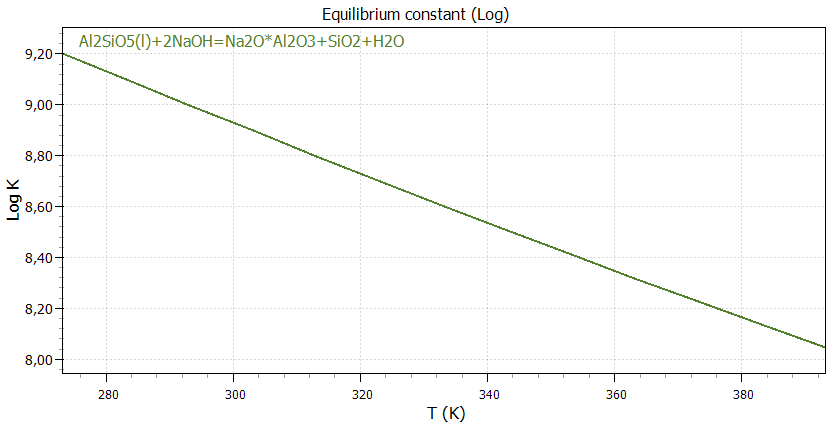 Equilibrium constant (Log)
Al2SiO5(l)+2NaOH=Na2O*Al2O3+SiO2+H2O
9,20
9,00
8,80
8,60
8,40
8,20
8,00
Log K
280 300 320 340 360 380
T (K)